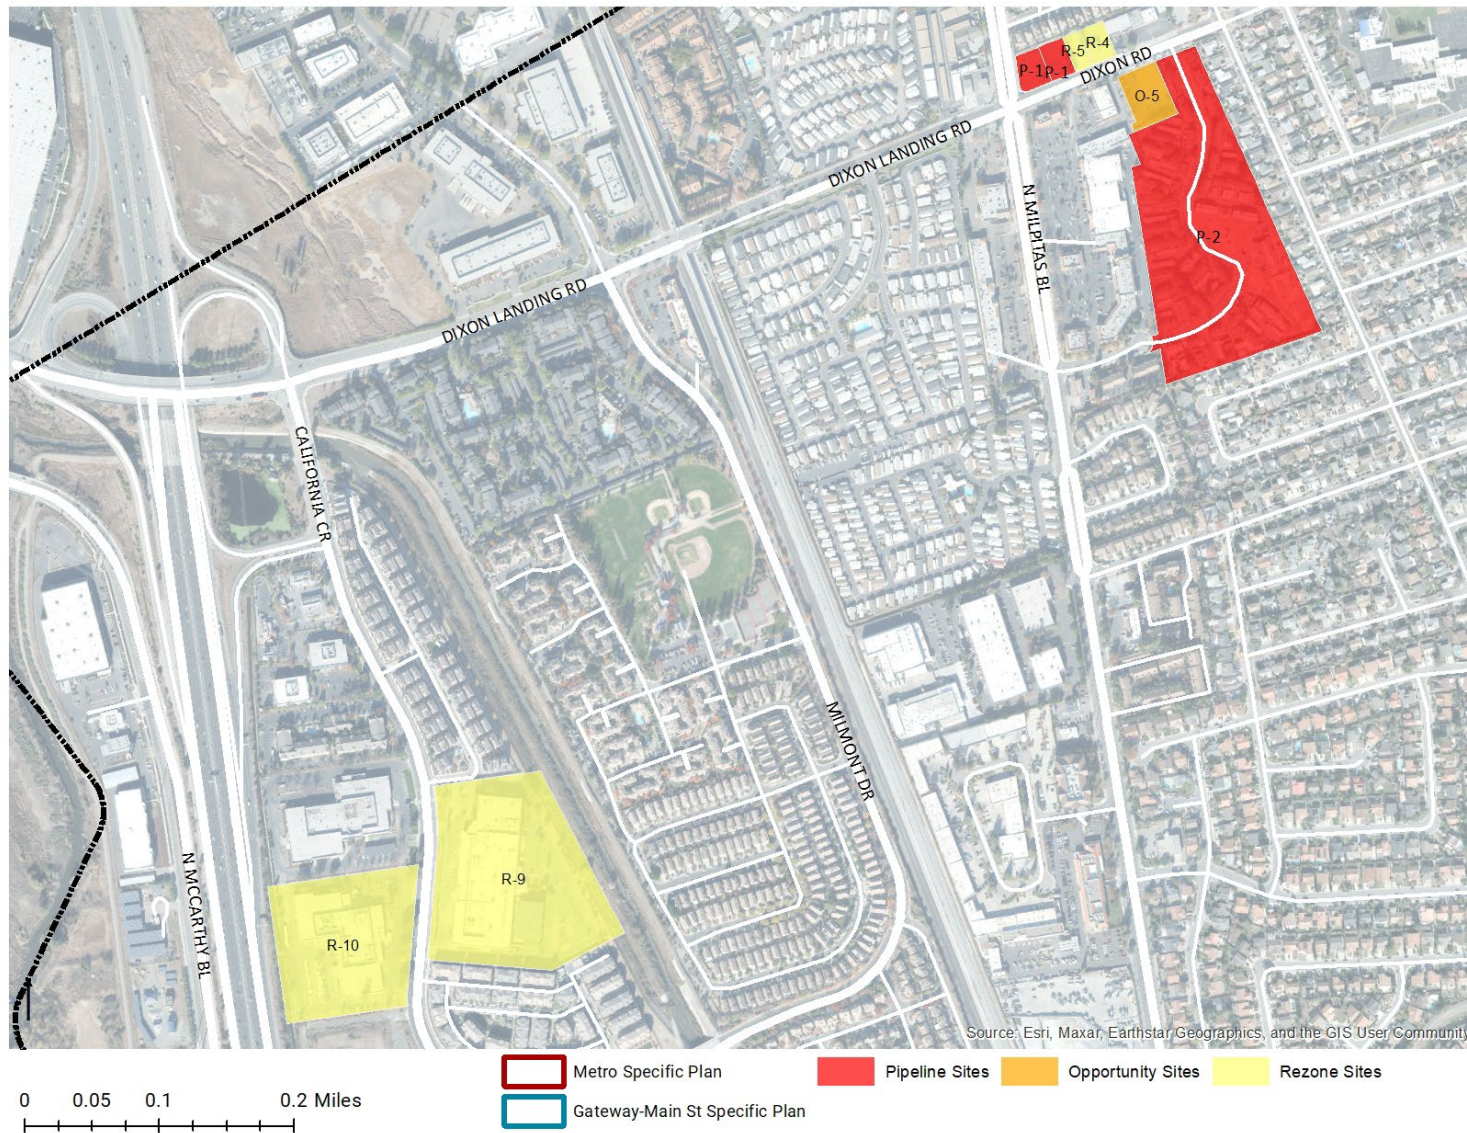 R-5
R-4
P-1
P-1
DIXON RD
O-5
DIXON LANDING RD
N MILPITAS BL
P-2
DIXON LANDING RD
CALIFORNIA CR
MILMONT DR
R-9
N MCCARTHY BL
R-10
Source: Esri, Maxar, Earthstar Geographics, and the GIS User Community
Metro Specific Plan
Pipeline Sites
Opportunity Sites
Rezone Sites
0 0.05 0.1 0.2 Miles
Gateway-Main St Specific Plan